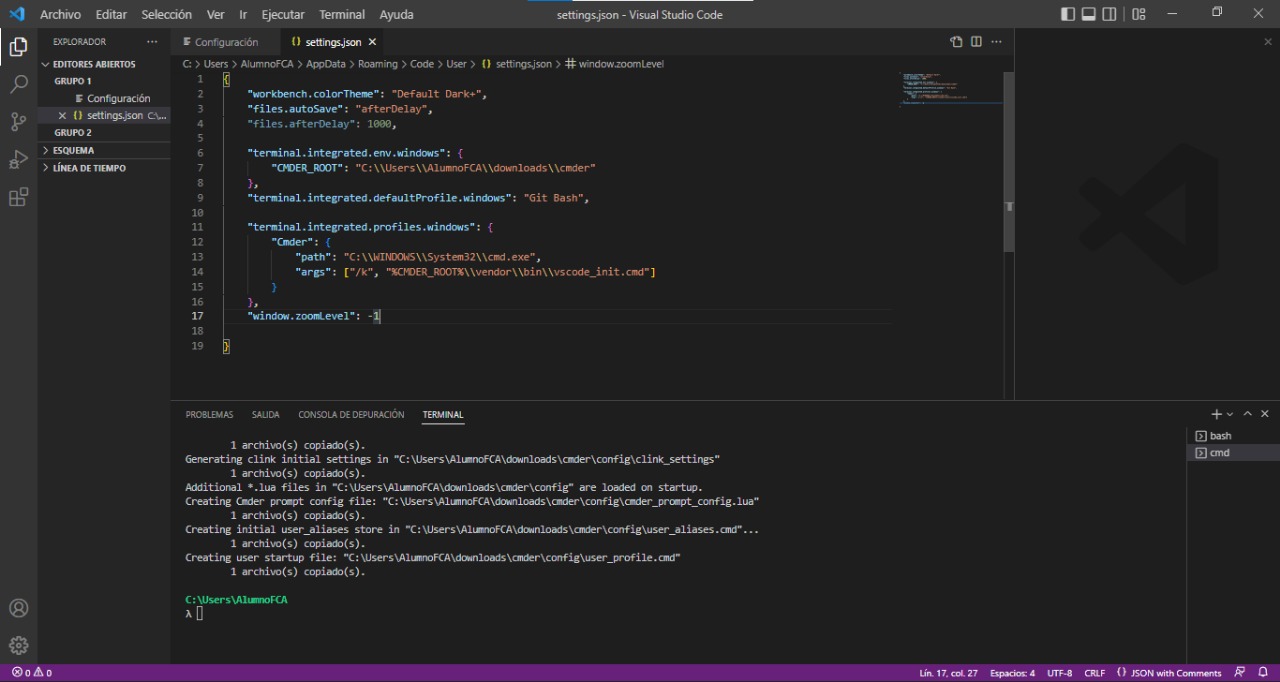 Archivo Editar Selección Ver Ir Ejecutar Terminal Ayuda settings.json - Visual Studio Code
EXPLORADOR
EDITORES ABIERTOS
GRUPO 1
Configuración
settings.json C:\...
GRUPO 2
ESQUEMA
LÍNEA DE TIEMPO
Configuración {} settings.json
C: > Users > AlumnoFCA > AppData > Roaming > Code > User > {} settings.json > # window.zoomLevel
1 {
2 "workbench.colorTheme": "Default Dark+",
3 "files.autoSave": "afterDelay",
4 "files.afterDelay": 1000,
5
6 "terminal.integrated.env.windows": {
7 "CMDER_ROOT": "C:\\Users\\AlumnoFCA\\downloads\\cmder"
8 },
9 "terminal.integrated.defaultProfile.windows": "Git Bash",
10
11 "terminal.integrated.profiles.windows": {
12 "Cmder": {
13 "path": "C:\\WINDOWS\\System32\\cmd.exe",
14 "args": ["/k", "%CMDER_ROOT%\\vendor\\bin\\vscode_init.cmd"]
15 }
16 },
17 "window.zoomLevel": -1
18
19 }
PROBLEMAS SALIDA CONSOLA DE DEPURACIÓN TERMINAL
1 archivo(s) copiado(s).
Generating clink initial settings in "C:\Users\AlumnoFCA\downloads\cmder\config\clink_settings"
1 archivo(s) copiado(s).
Additional *.lua files in "C:\Users\AlumnoFCA\downloads\cmder\config" are loaded on startup.
Creating Cmder prompt config file: "C:\Users\AlumnoFCA\downloads\cmder\config\cmder_prompt_config.lua"
1 archivo(s) copiado(s).
Creating initial user_aliases store in "C:\Users\AlumnoFCA\downloads\cmder\config\user_aliases.cmd"...
1 archivo(s) copiado(s).
Creating user startup file: "C:\Users\AlumnoFCA\downloads\cmder\config\user_profile.cmd"
1 archivo(s) copiado(s).
C:\Users\AlumnoFCA
λ
bash
cmd
0 0 Lín. 17, col. 27 Espacios: 4 UTF-8 CRLF {} JSON with Comments